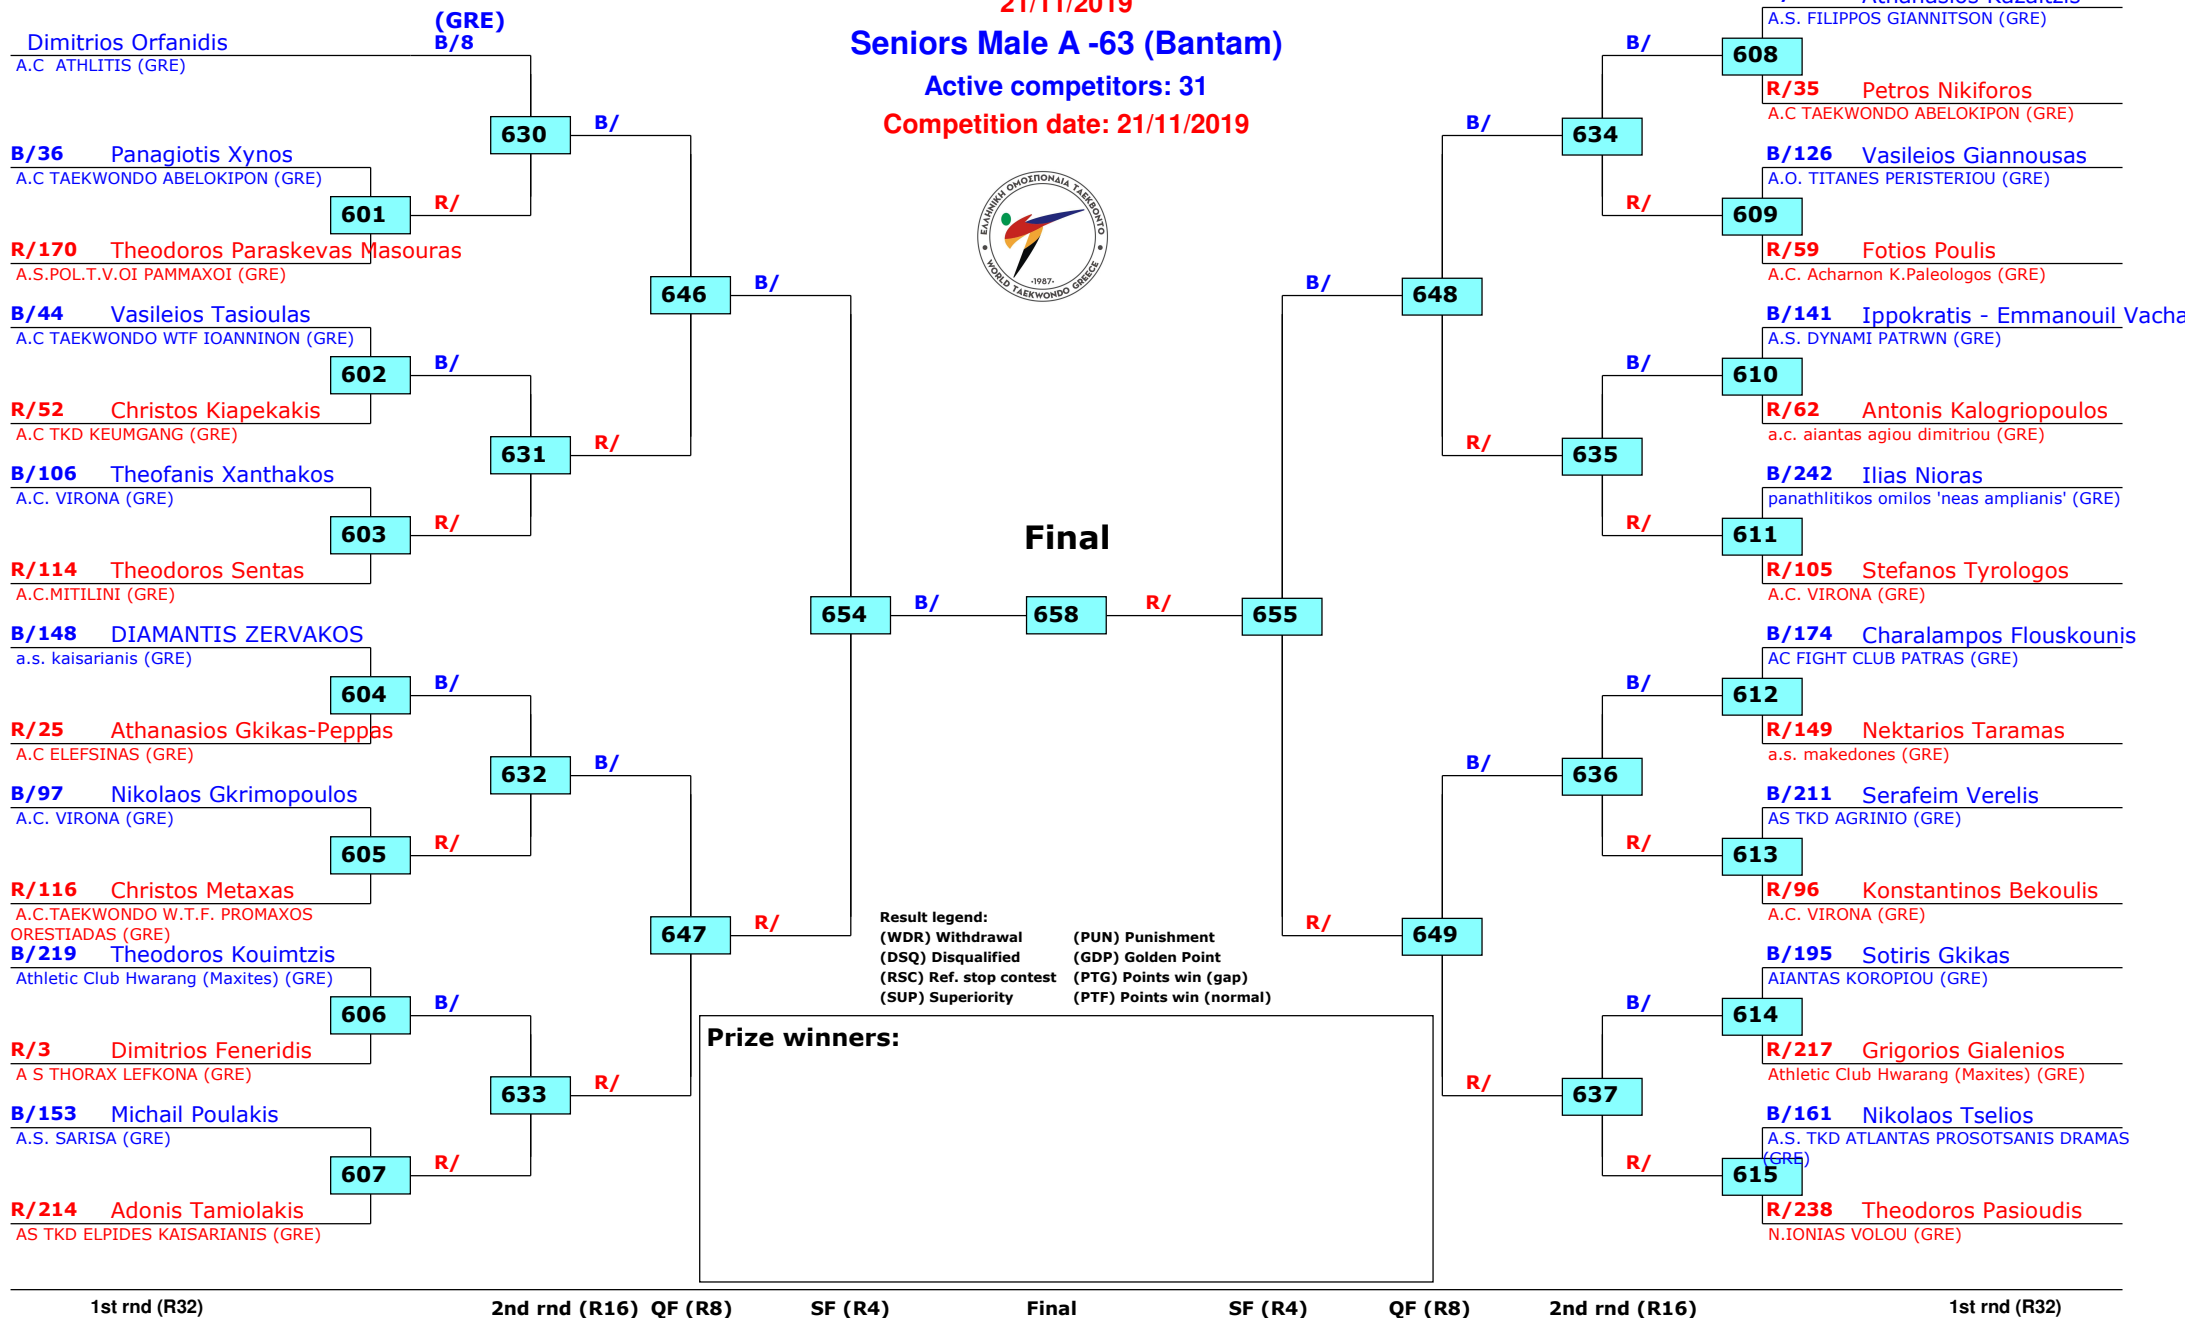 21/11/2019
Seniors Male A -63 (Bantam)
Active competitors: 31
Competition date: 21/11/2019
ΕΛΛΗΝΙΚΗ ΟΜΟΣΠΟΝΔΙΑ ΤΑΕΚΒΟΝΤΟ
·1987·
WORLD TAEKWONDO GREECE
(GRE)
Dimitrios Orfanidis B/8
A.C ATHLITIS (GRE)
630 B/
B/36 Panagiotis Xynos
A.C TAEKWONDO ABELOKIPON (GRE)
601 R/
R/170 Theodoros Paraskevas Masouras
A.S.POL.T.V.OI PAMMAXOI (GRE)
646 B/
B/44 Vasileios Tasioulas
A.C TAEKWONDO WTF IOANNINON (GRE)
602 B/
R/52 Christos Kiapekakis
A.C TKD KEUMGANG (GRE)
631 R/
B/106 Theofanis Xanthakos
A.C. VIRONA (GRE)
603 R/
R/114 Theodoros Sentas
A.C.MITILINI (GRE)
654 B/
B/148 DIAMANTIS ZERVAKOS
a.s. kaisarianis (GRE)
604 B/
R/25 Athanasios Gkikas-Peppas
A.C ELEFSINAS (GRE)
632 B/
B/97 Nikolaos Gkrimopoulos
A.C. VIRONA (GRE)
605 R/
R/116 Christos Metaxas
A.C.TAEKWONDO W.T.F. PROMAXOS
ORESTIADAS (GRE)
647 R/
B/219 Theodoros Kouimtzis
Athletic Club Hwarang (Maxites) (GRE)
606 B/
R/3 Dimitrios Feneridis
A S THORAX LEFKONA (GRE)
633 R/
B/153 Michail Poulakis
A.S. SARISA (GRE)
607 R/
R/214 Adonis Tamiolakis
AS TKD ELPIDES KAISARIANIS (GRE)
Final
658
A.S. FILIPPOS GIANNITSON (GRE)
B/ 608
R/35 Petros Nikiforos
A.C TAEKWONDO ABELOKIPON (GRE)
B/ 634
B/126 Vasileios Giannousas
A.O. TITANES PERISTERIOU (GRE)
R/ 609
R/59 Fotios Poulis
A.C. Acharnon K.Paleologos (GRE)
B/ 648
B/141 Ippokratis - Emmanouil Vacha
A.S. DYNAMI PATRWN (GRE)
B/ 610
R/62 Antonis Kalogriopoulos
a.c. aiantas agiou dimitriou (GRE)
R/ 635
B/242 Ilias Nioras
panathlitikos omilos 'neas amplianis' (GRE)
R/ 611
R/105 Stefanos Tyrologos
A.C. VIRONA (GRE)
R/ 655
B/174 Charalampos Flouskounis
AC FIGHT CLUB PATRAS (GRE)
B/ 612
R/149 Nektarios Taramas
a.s. makedones (GRE)
B/ 636
B/211 Serafeim Verelis
AS TKD AGRINIO (GRE)
R/ 613
R/96 Konstantinos Bekoulis
A.C. VIRONA (GRE)
R/ 649
B/195 Sotiris Gkikas
AIANTAS KOROPIOU (GRE)
B/ 614
R/217 Grigorios Gialenios
Athletic Club Hwarang (Maxites) (GRE)
R/ 637
B/161 Nikolaos Tselios
A.S. TKD ATLANTAS PROSOTSANIS DRAMAS
(GRE)
R/ 615
R/238 Theodoros Pasioudis
N.IONIAS VOLOU (GRE)
Result legend:
(WDR) Withdrawal (PUN) Punishment
(DSQ) Disqualified (GDP) Golden Point
(RSC) Ref. stop contest (PTG) Points win (gap)
(SUP) Superiority (PTF) Points win (normal)
Prize winners:
1st rnd (R32) 2nd rnd (R16) QF (R8) SF (R4) Final SF (R4) QF (R8) 2nd rnd (R16) 1st rnd (R32)